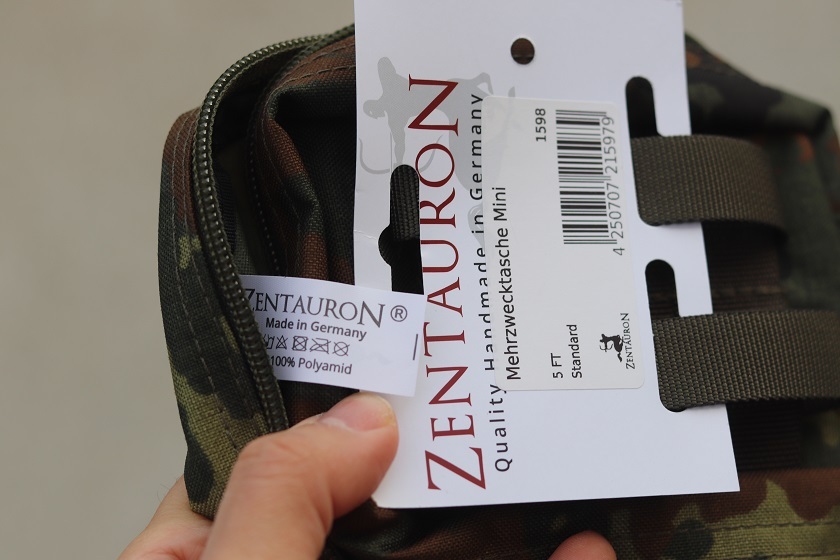 ZENTAURON
Quality Handmade in Germany
Mehrzwecktasche Mini
5 FT
Standard
1598
4 250707 215979
ZENTAURON
ZENTAURON®
Made in Germany
100% Polyamid